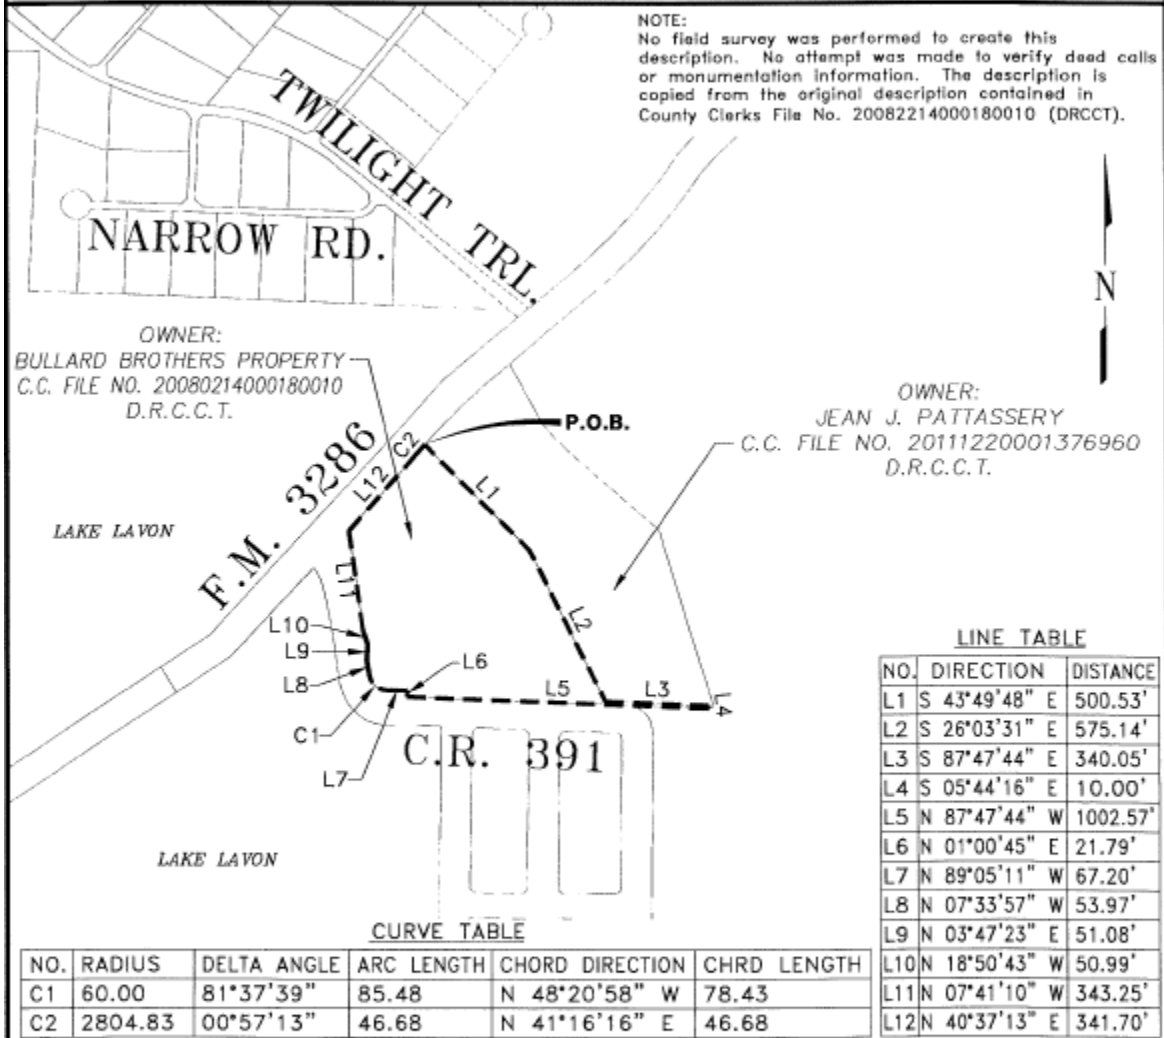 NOTE:
No field survey was performed to create this
description. No attempt was made to verify deed calls
or monumentation information. The description is
copied from the original description contained in
County Clerks File No. 20082214000180010 (DRCCT).
TWILIGHT TRL.
NARROW RD.
N
OWNER:
BULLARD BROTHERS PROPERTY
C.C. FILE NO. 20080214000180010
D.R.C.C.T.
OWNER:
JEAN J. PATTASSERY
C.C. FILE NO. 20111220001376960
D.R.C.C.T.
P.O.B.
C2
L12
L1
F.M. 3286
LAKE LAVON
L11
L2
L10
L9
L8
L6
L5
L3
L4
C1
L7
C.R. 391
LAKE LAVON
LINE TABLE
NO. DIRECTION DISTANCE
L1 S 43°49'48" E 500.53'
L2 S 26°03'31" E 575.14'
L3 S 87°47'44" E 340.05'
L4 S 05°44'16" E 10.00'
L5 N 87°47'44" W 1002.57'
L6 N 01°00'45" E 21.79'
L7 N 89°05'11" W 67.20'
L8 N 07°33'57" W 53.97'
L9 N 03°47'23" E 51.08'
L10 N 18°50'43" W 50.99'
L11 N 07°41'10" W 343.25'
L12 N 40°37'13" E 341.70'
CURVE TABLE
NO. RADIUS DELTA ANGLE ARC LENGTH CHORD DIRECTION CHRD LENGTH
C1 60.00 81°37'39" 85.48 N 48°20'58" W 78.43
C2 2804.83 00°57'13" 46.68 N 41°16'16" E 46.68